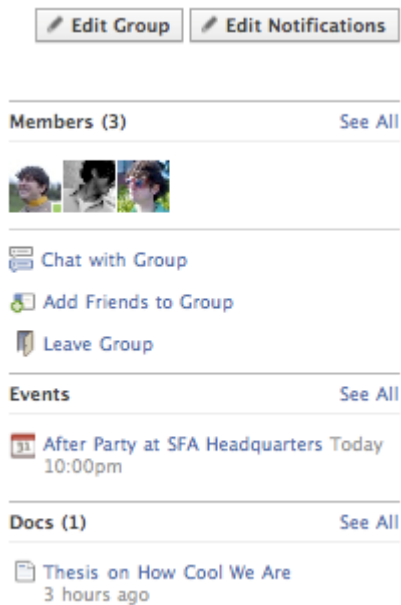 Edit Group Edit Notifications
Members (3) See All
Chat with Group
Add Friends to Group
Leave Group
Events See All
31 After Party at SFA Headquarters Today
10:00pm
Docs (1) See All
Thesis on How Cool We Are
3 hours ago